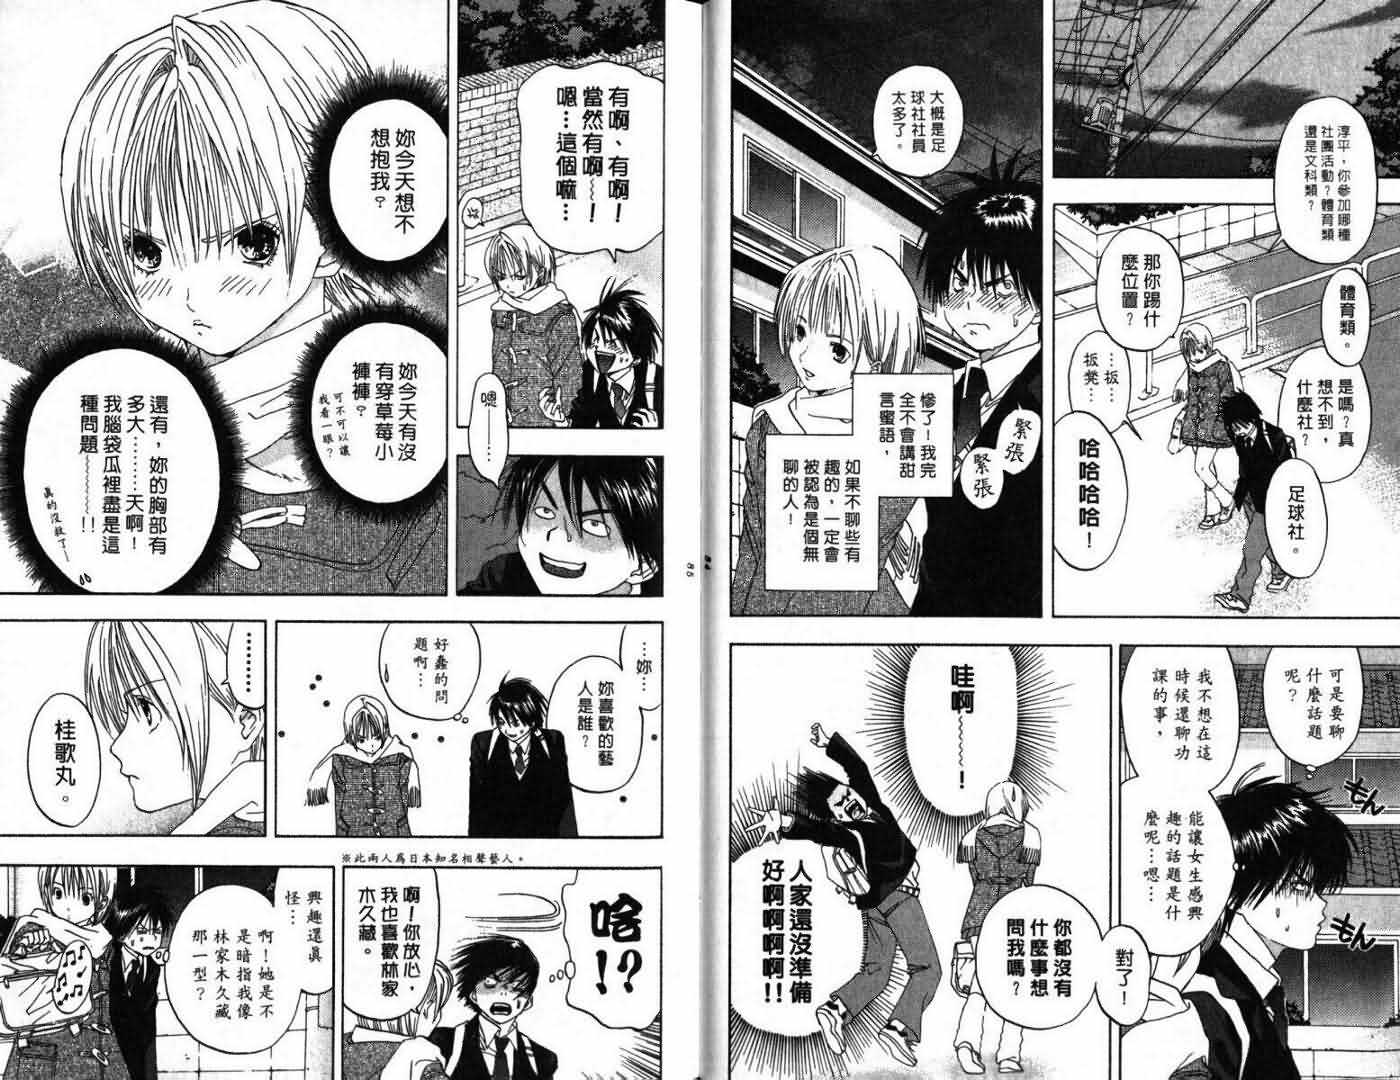 淳平，你參加哪種
社團活動？體育類
還是文科類？
體育類。
是嗎？真
想不到，
什麼社？
足球社。
那你踢什
麼位置？
…板…
板凳…
哈哈哈哈！
大概是足
球社社員
太多了。
緊張
緊張
慘了！我完
全不會講甜
言蜜語，
如果不聊些有
趣的，一定會
被認為是個無
聊的人！
可是要聊
什麼話題
呢？
我不想在這
時候還聊功
課的事，
能讓女生感興
趣的話題是什
麼呢…嗯…
もん
もん
對了！
你都沒有
什麼事想
問我嗎？
哇啊
～～～！
人家還沒準備
好啊啊啊啊!!
84
85
有啊、有啊！
當然有啊～！
嗯…這個嘛…
嗯……
妳今天想不
想抱我？
妳今天有沒
有穿草莓小
褲褲？
可不可以讓
我看一眼？
還有，妳的胸部有
多大………天啊！
我腦袋瓜裡盡是這
種問題～～～～!!
真的沒救了～
…妳…
妳喜歡的藝
人是誰？
好蠢的問
題啊…
………
桂歌丸。
※此兩人為日本知名相聲藝人。
啥!?
啊！你放心，
我也喜歡林家
木久藏。
興趣還真
怪…
啊！她是不
是暗指我像
林家木久藏
那一型？